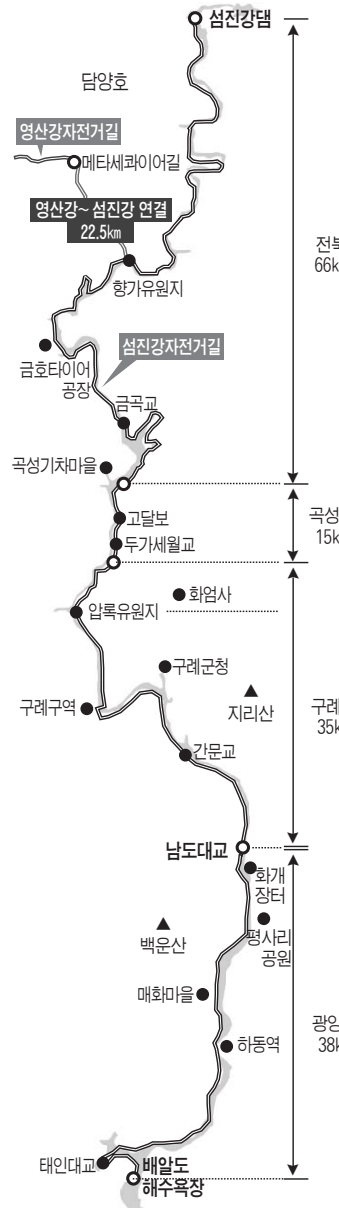 섬진강댐
담양호
영산강자전거길
메타세콰이어길
영산강~ 섬진강 연결
22.5km
전북
66k
향가유원지
섬진강자전거길
금호타이어
공장
금곡교
곡성기차마을
곡성
15k
고달보
두가세월교
화엄사
압록유원지
구례군청
지리산
구례
35k
구례구역
간문교
남도대교
화개
장터
평사리
공원
백운산
매화마을
광양
38k
하동역
태인대교
배알도
해수욕장